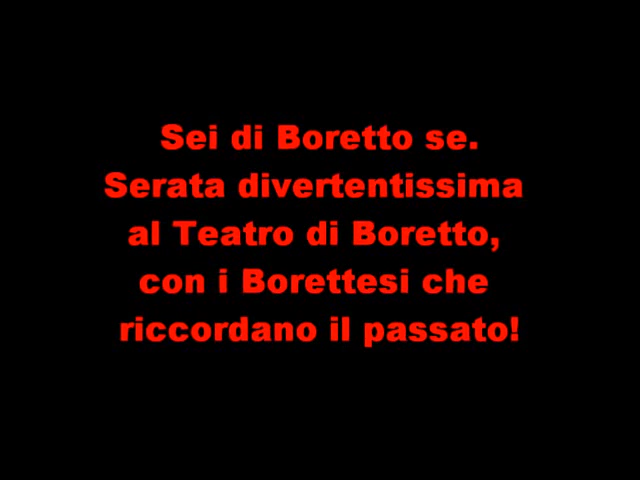 Sei di Boretto se.
Serata divertentissima
al Teatro di Boretto,
con i Borettesi che
riccordano il passato!